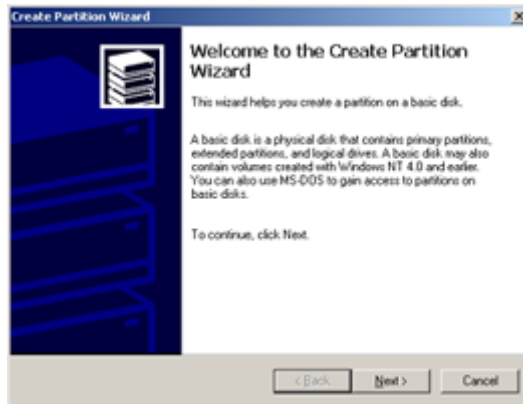 Create Partition Wizard
Welcome to the Create Partition
Wizard
This wizard helps you create a partition on a basic disk.
A basic disk is a physical disk that contains primary partitions,
extended partitions, and logical drives. A basic disk may also
contain volumes created with Windows NT 4.0 and earlier.
You can also use MS-DOS to gain access to partitions on
basic disks.
To continue, click Next.
< Back
Next >
Cancel